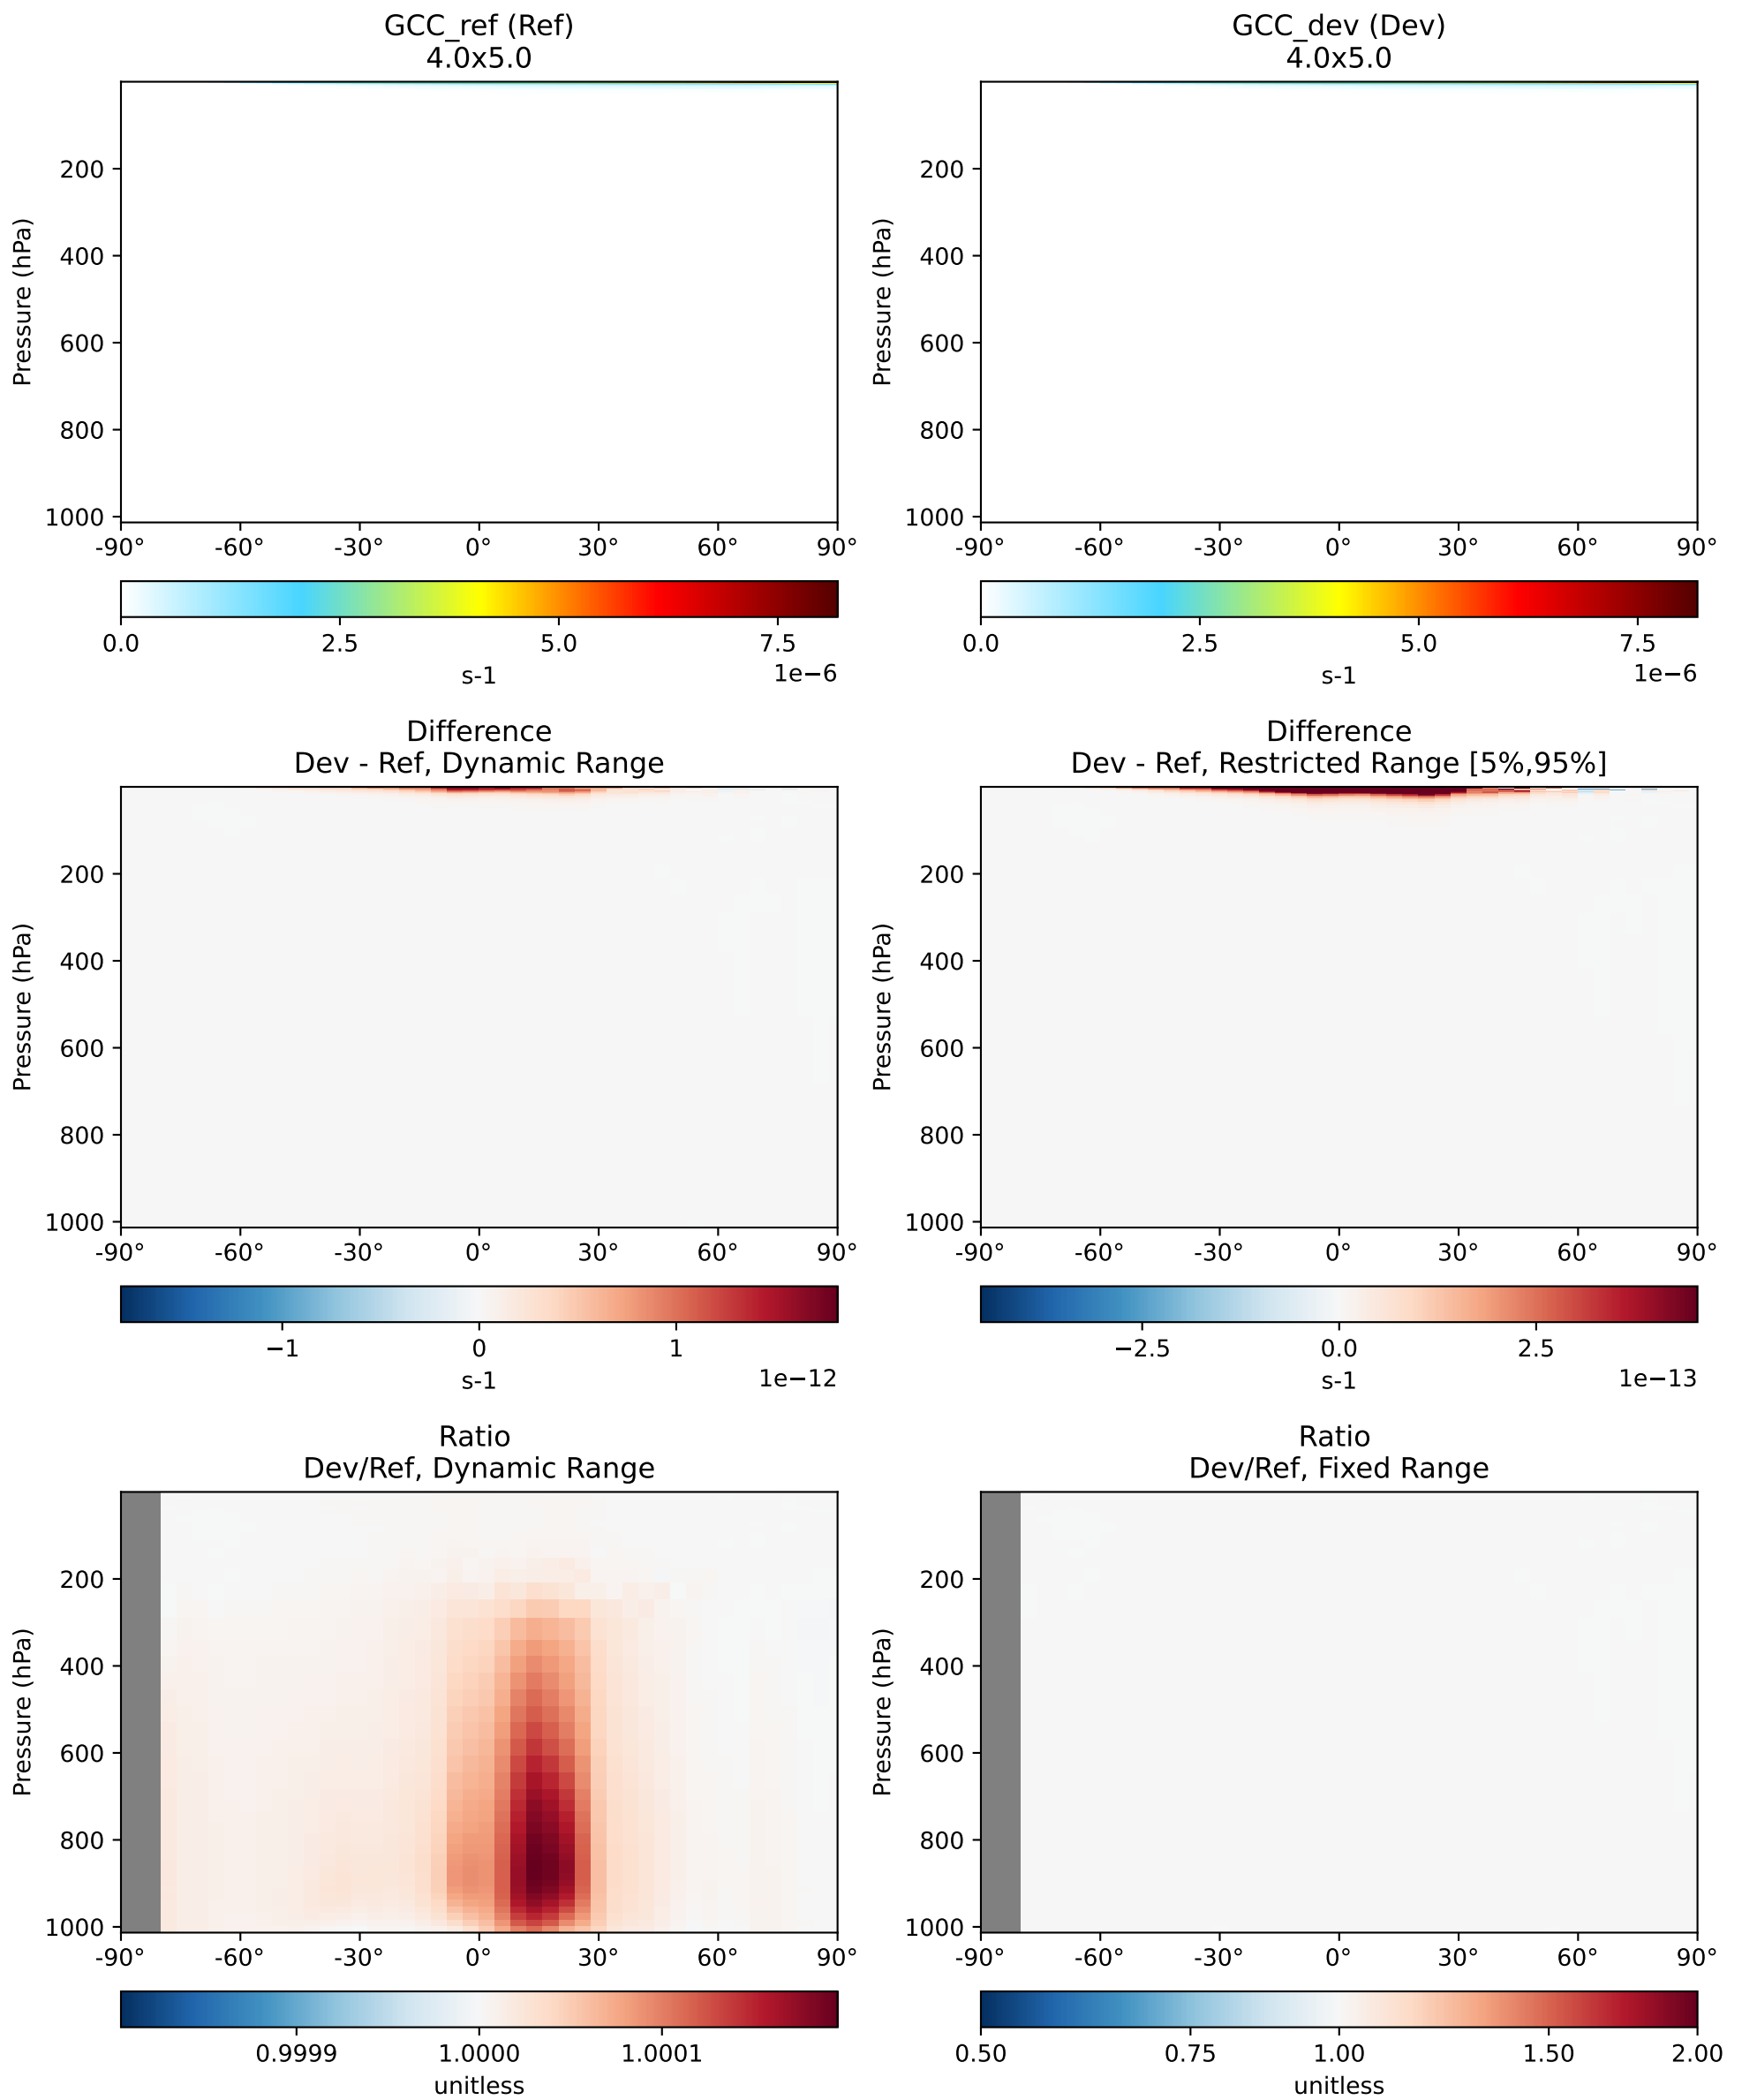 GCC_ref (Ref)
4.0x5.0
GCC_dev (Dev)
4.0x5.0
Pressure (hPa)
200
400
600
800
1000
-90° -60° -30° 0° 30° 60° 90°
0.0 2.5 5.0 7.5
s-1
1e−6
Pressure (hPa)
200
400
600
800
1000
-90° -60° -30° 0° 30° 60° 90°
0.0 2.5 5.0 7.5
s-1
1e−6
Difference
Dev - Ref, Dynamic Range
Difference
Dev - Ref, Restricted Range [5%,95%]
Pressure (hPa)
200
400
600
800
1000
-90° -60° -30° 0° 30° 60° 90°
−1 0 1
s-1
1e−12
Pressure (hPa)
200
400
600
800
1000
-90° -60° -30° 0° 30° 60° 90°
−2.5 0.0 2.5
s-1
1e−13
Ratio
Dev/Ref, Dynamic Range
Ratio
Dev/Ref, Fixed Range
Pressure (hPa)
200
400
600
800
1000
-90° -60° -30° 0° 30° 60° 90°
0.9999 1.0000 1.0001
unitless
Pressure (hPa)
200
400
600
800
1000
-90° -60° -30° 0° 30° 60° 90°
0.50 0.75 1.00 1.50 2.00
unitless